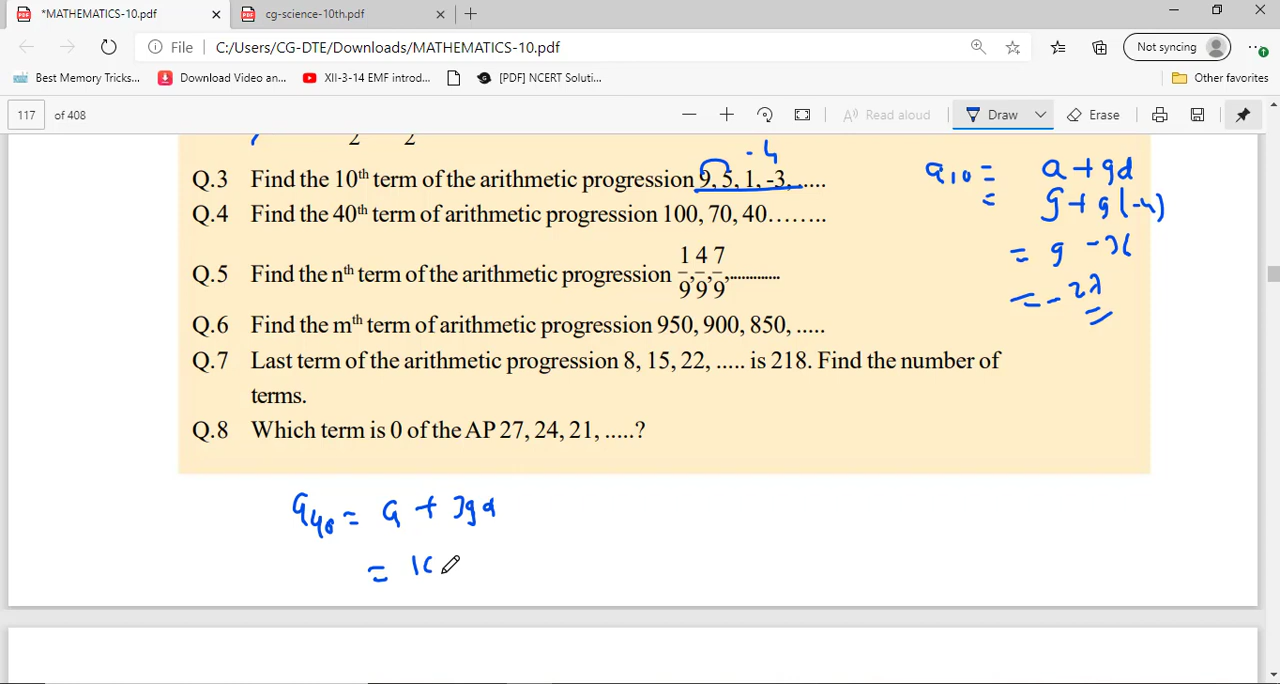 *MATHEMATICS-10.pdf
cg-science-10th.pdf
File C:/Users/CG-DTE/Downloads/MATHEMATICS-10.pdf
Not syncing
Best Memory Tricks...
Download Video an...
XII-3-14 EMF introd...
[PDF] NCERT Soluti...
Other favorites
117 of 408
Read aloud
Draw
Erase
2 2
-4
Q.3 Find the 10th term of the arithmetic progression 9, 5, 1, -3, .....
Q.4 Find the 40th term of arithmetic progression 100, 70, 40........
Q.5 Find the nth term of the arithmetic progression 1/9, 4/9, 7/9, .............
Q.6 Find the mth term of arithmetic progression 950, 900, 850, .....
Q.7 Last term of the arithmetic progression 8, 15, 22, ..... is 218. Find the number of
terms.
Q.8 Which term is 0 of the AP 27, 24, 21, .....?
a10 = a + 9d
= 9 + 9(-4)
= 9 - 36
= - 27
a40 = a + 39d
= 10